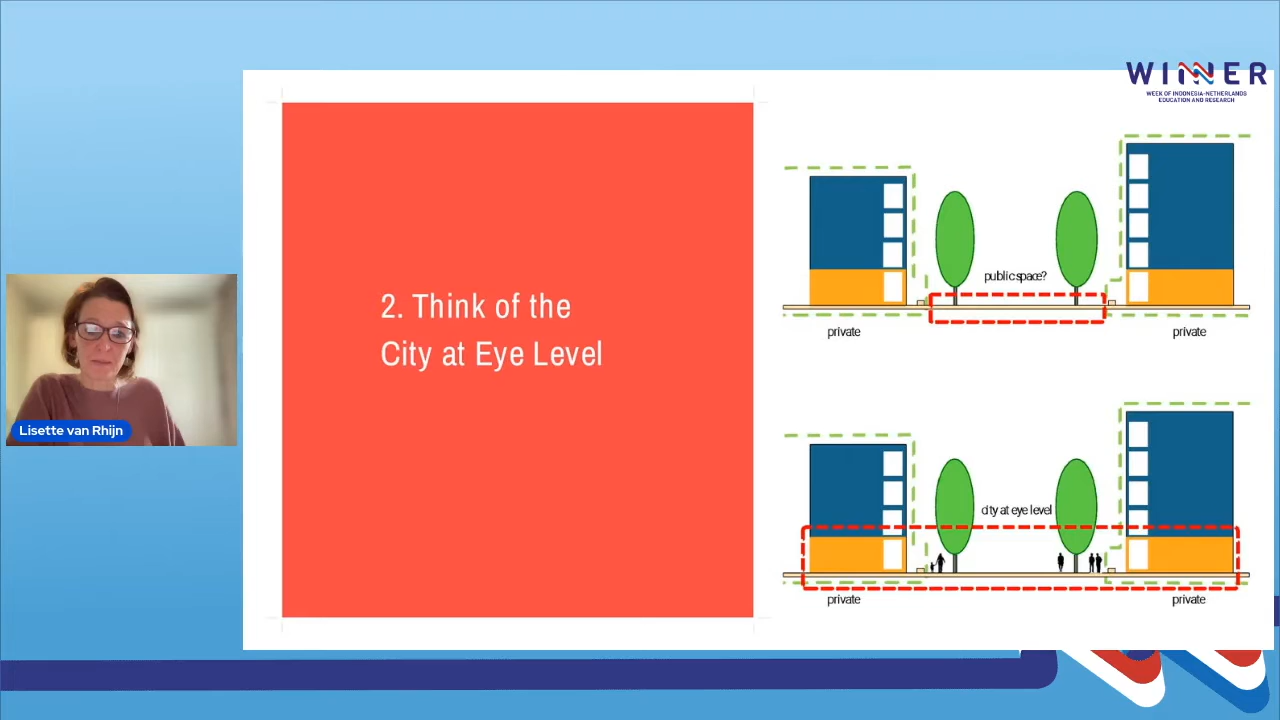 WINNER
WEEK OF INDONESIA-NETHERLANDS
EDUCATION AND RESEARCH
2. Think of the
City at Eye Level
public space?
private
private
city at eye level
private
private
Lisette van Rhijn